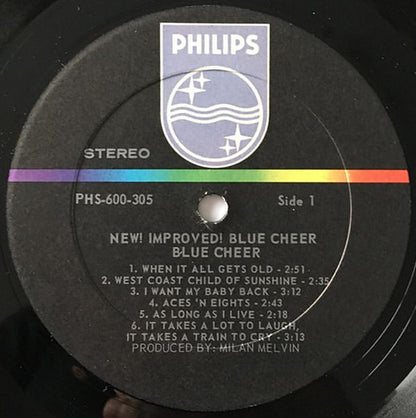 PHILIPS
STEREO
PHS-600-305 Side 1
NEW! IMPROVED! BLUE CHEER
BLUE CHEER
1. WHEN IT ALL GETS OLD - 2:51
2. WEST COAST CHILD OF SUNSHINE - 2:35
3. I WANT MY BABY BACK - 3:12
4. ACES 'N EIGHTS - 2:43
5. AS LONG AS I LIVE - 2:18
6. IT TAKES A LOT TO LAUGH,
IT TAKES A TRAIN TO CRY - 3:13
PRODUCED BY: MILAN MELVIN